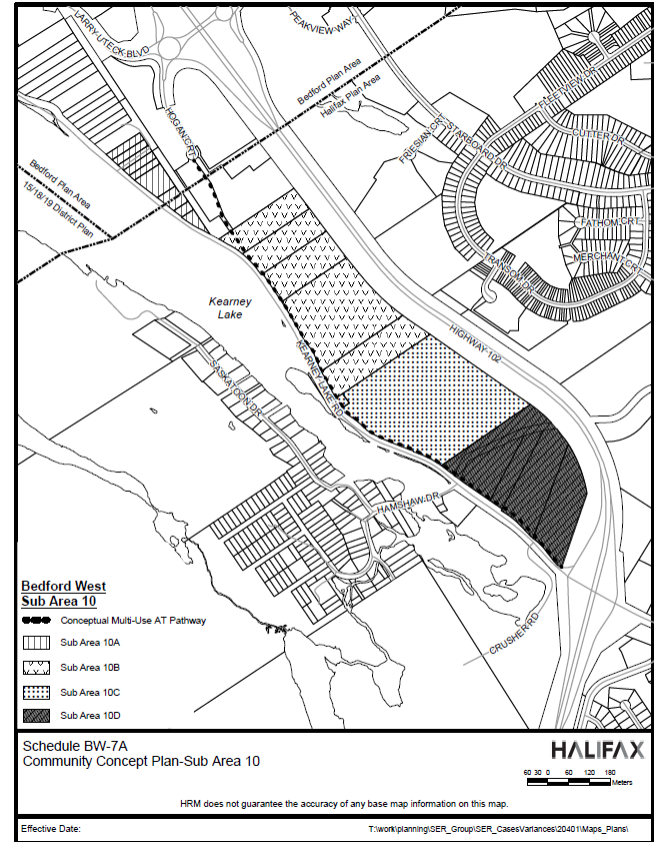 LARRY UTECK BLVD
PEAKVIEW WAY
Bedford Plan Area
Halifax Plan Area
HOGAN CRT
FLEETVIEW DR
CUTTER DR
FRIESIAN CRT
STARBOARD DR
Bedford Plan Area
15/18/19 District Plan
FATHOM CRT
MERCHANT CRT
TRANSOM DR
Kearney
Lake
HIGHWAY 102
KEARNEY LAKE RD
SASKATOON DR
HAMSHAW DR
CRUSHER RD
Bedford West
Sub Area 10
Conceptual Multi-Use AT Pathway
Sub Area 10A
Sub Area 10B
Sub Area 10C
Sub Area 10D
Schedule BW-7A
Community Concept Plan-Sub Area 10
HALIFAX
60 30 0 60 120 180
Meters
HRM does not guarantee the accuracy of any base map information on this map.
Effective Date:
T:\work\planning\SER_Group\SER_CasesVariances\20401\Maps_Plans\